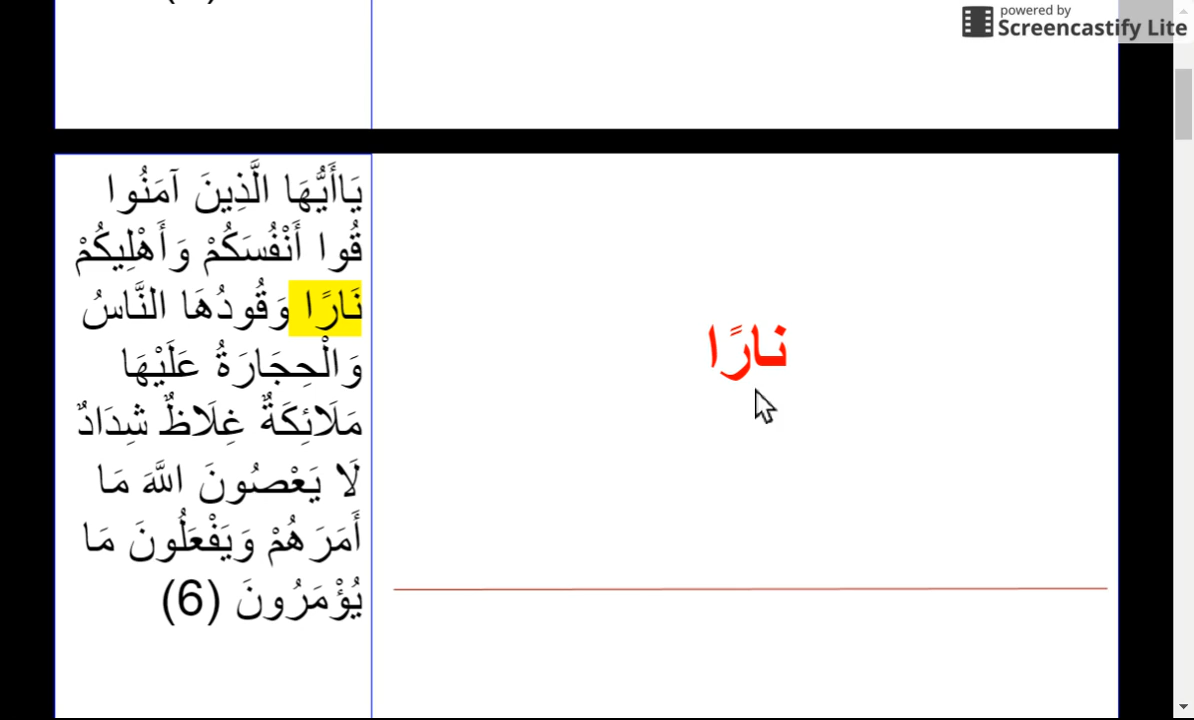 powered by
Screencastify Lite
يَاأَيُّهَا الَّذِينَ آمَنُوا
قُوا أَنْفُسَكُمْ وَأَهْلِيكُمْ
نَارًا وَقُودُهَا النَّاسُ
وَالْحِجَارَةُ عَلَيْهَا
مَلَائِكَةٌ غِلَاظٌ شِدَادٌ
لَا يَعْصُونَ اللَّهَ مَا
أَمَرَهُمْ وَيَفْعَلُونَ مَا
يُؤْمَرُونَ (6)
نارًا